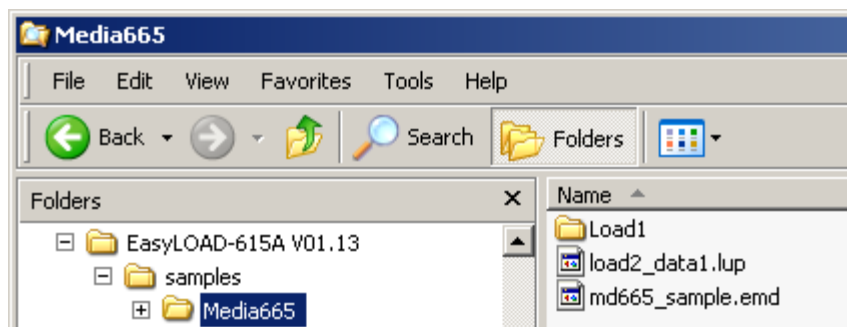 Media665
File Edit View Favorites Tools Help
Back Search Folders
Folders
EasyLOAD-615A V01.13
samples
Media665
Name
Load1
load2_data1.lup
md665_sample.emd